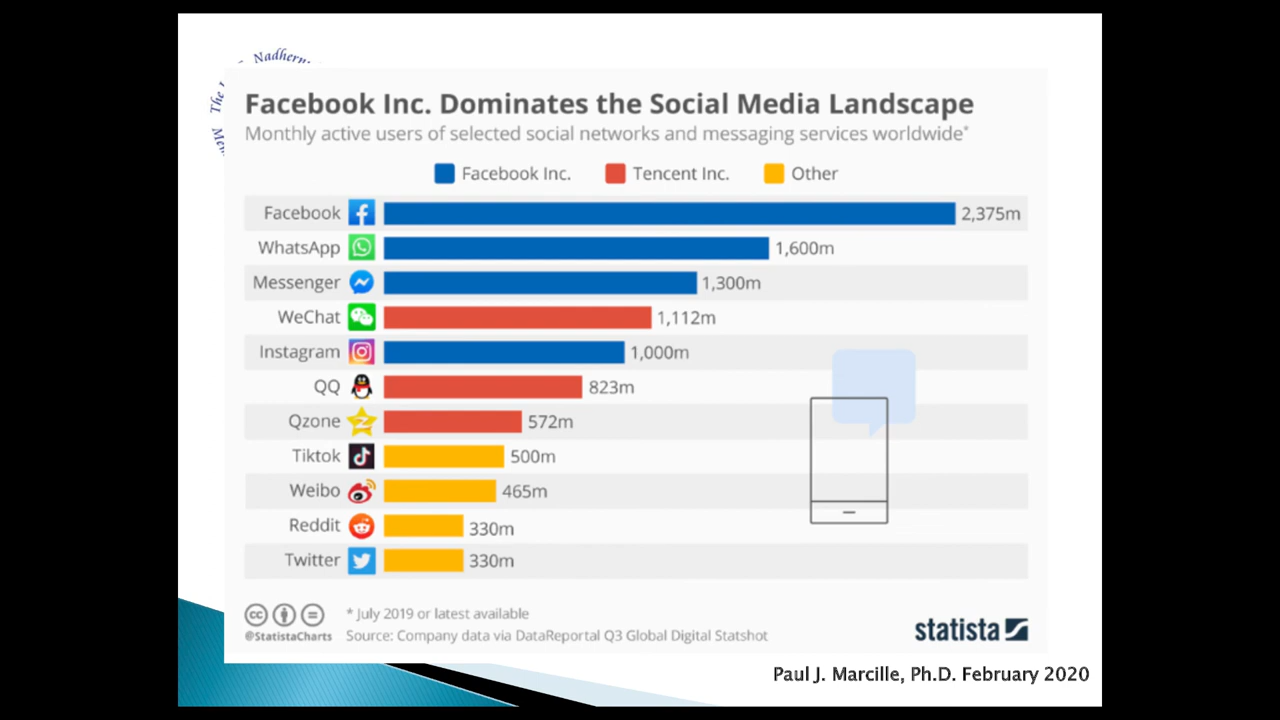 The
Nadherny
Facebook Inc. Dominates the Social Media Landscape
Monthly active users of selected social networks and messaging services worldwide*
Facebook Inc. Tencent Inc. Other
Facebook 2,375m
WhatsApp 1,600m
Messenger 1,300m
WeChat 1,112m
Instagram 1,000m
QQ 823m
Qzone 572m
Tiktok 500m
Weibo 465m
Reddit 330m
Twitter 330m
* July 2019 or latest available
@StatistaCharts Source: Company data via DataReportal Q3 Global Digital Statshot
statista
Paul J. Marcille, Ph.D. February 2020